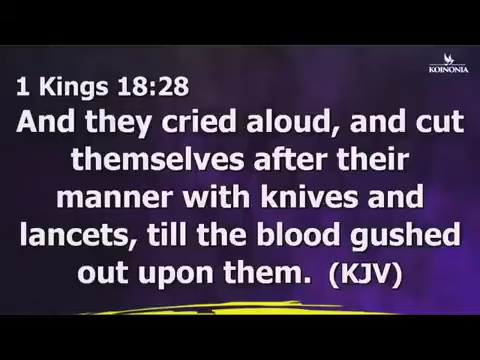 KOINONIA
1 Kings 18:28
And they cried aloud, and cut
themselves after their
manner with knives and
lancets, till the blood gushed
out upon them. (KJV)